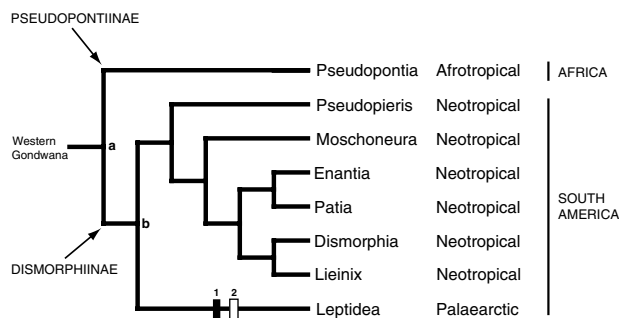 PSEUDOPONTIINAE
Pseudopontia Afrotropical AFRICA
Pseudopieris Neotropical
Western
Gondwana
a
Moschoneura Neotropical
Enantia Neotropical
Patia Neotropical
SOUTH
AMERICA
b
Dismorphia Neotropical
DISMORPHIINAE
Lieinix Neotropical
1 2
Leptidea Palaearctic